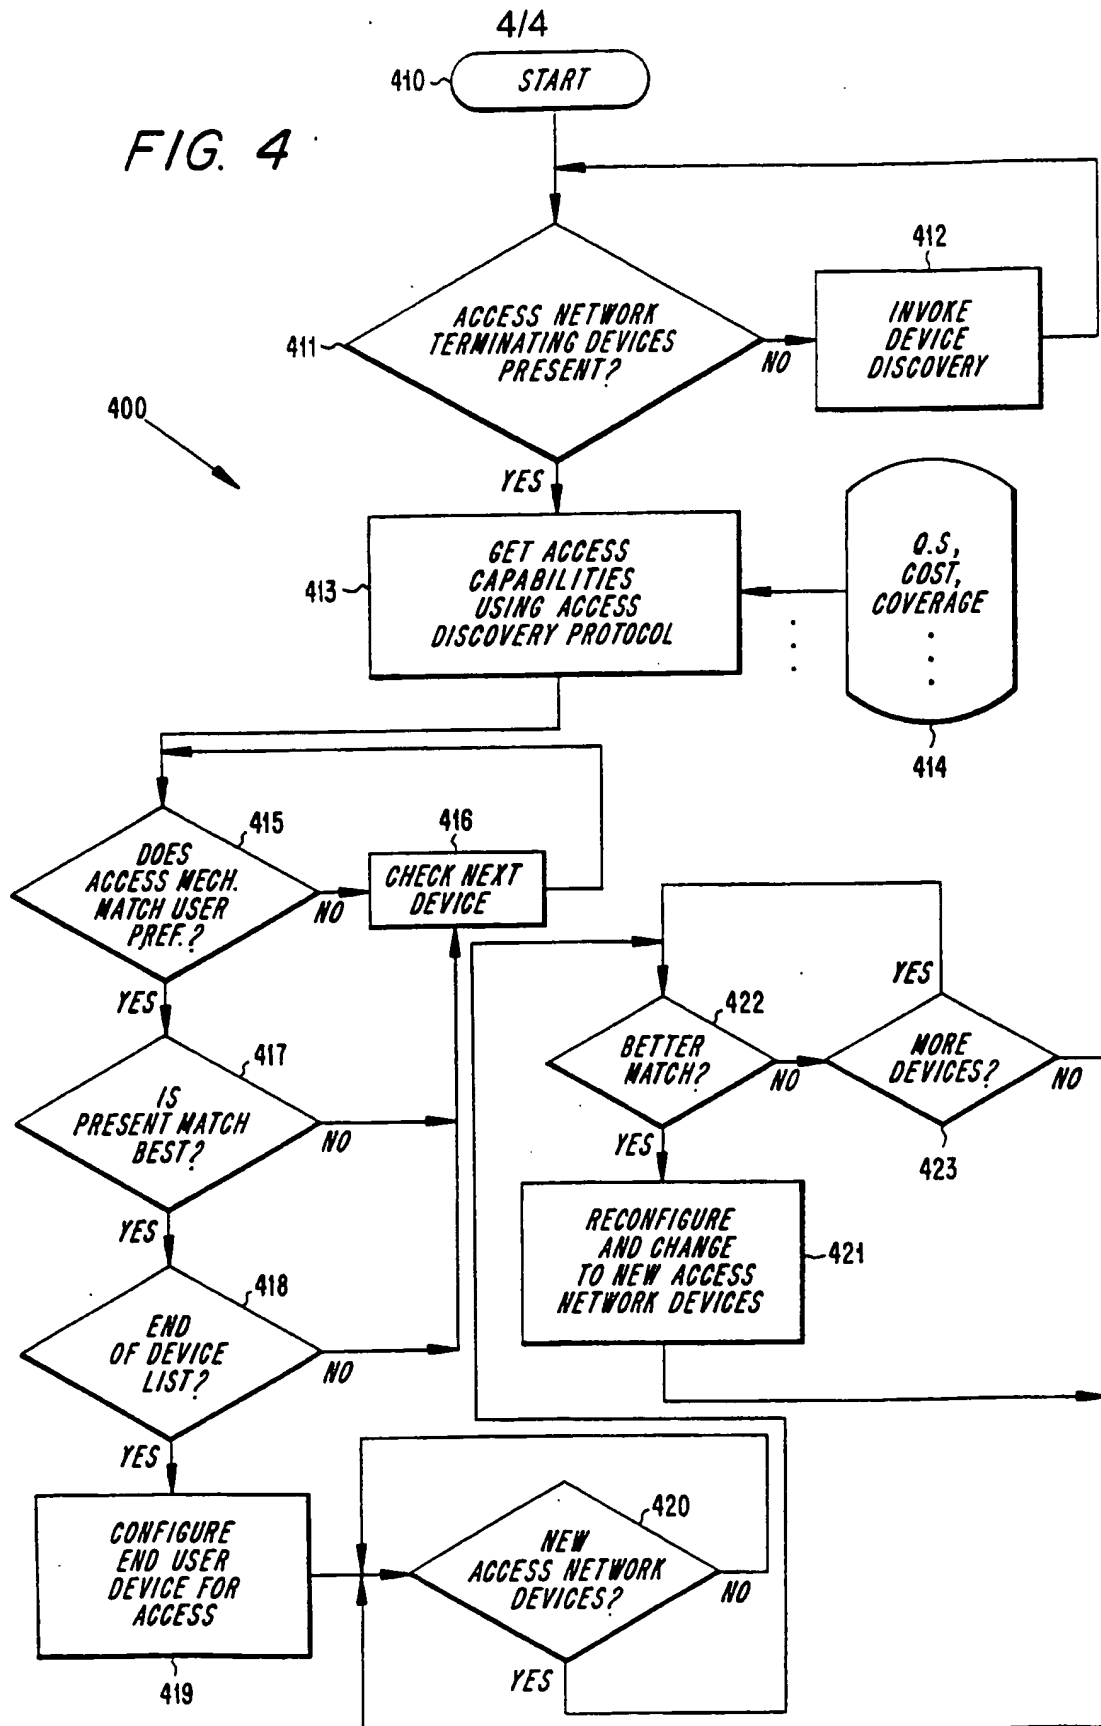 4/4
410
START
FIG. 4
412
411
ACCESS NETWORK
TERMINATING DEVICES
PRESENT?
NO
INVOKE
DEVICE
DISCOVERY
400
YES
413
GET ACCESS
CAPABILITIES
USING ACCESS
DISCOVERY PROTOCOL
Q.S,
COST,
COVERAGE
414
415
DOES
ACCESS MECH.
MATCH USER
PREF.?
NO
416
CHECK NEXT
DEVICE
YES
417
IS
PRESENT MATCH
BEST?
NO
YES
418
END
OF DEVICE
LIST?
NO
YES
CONFIGURE
END USER
DEVICE FOR
ACCESS
419
420
NEW
ACCESS NETWORK
DEVICES?
NO
YES
422
BETTER
MATCH?
NO
YES
YES
MORE
DEVICES?
NO
423
RECONFIGURE
AND CHANGE
TO NEW ACCESS
NETWORK DEVICES
421